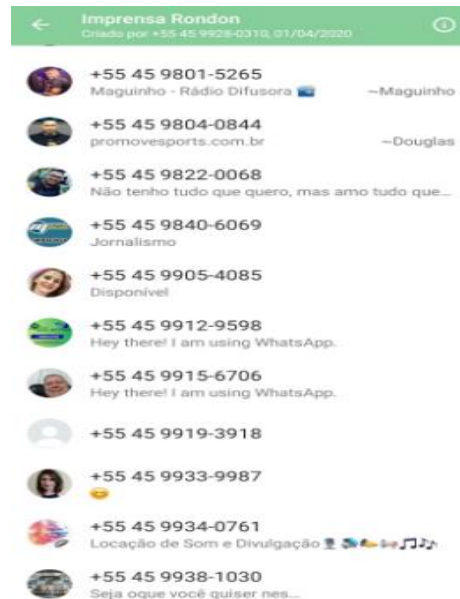 Imprensa Rondon
Criado por +55 45 9928-0310, 01/04/2020
+55 45 9801-5265
Maguinho - Rádio Difusora ~Maguinho
+55 45 9804-0844
promovesports.com.br ~Douglas
+55 45 9822-0068
Não tenho tudo que quero, mas amo tudo que...
+55 45 9840-6069
Jornalismo
+55 45 9905-4085
Disponível
+55 45 9912-9598
Hey there! I am using WhatsApp.
+55 45 9915-6706
Hey there! I am using WhatsApp.
+55 45 9919-3918
+55 45 9933-9987
😊
+55 45 9934-0761
Locação de Som e Divulgação
+55 45 9938-1030
Seja oque você quiser nes...